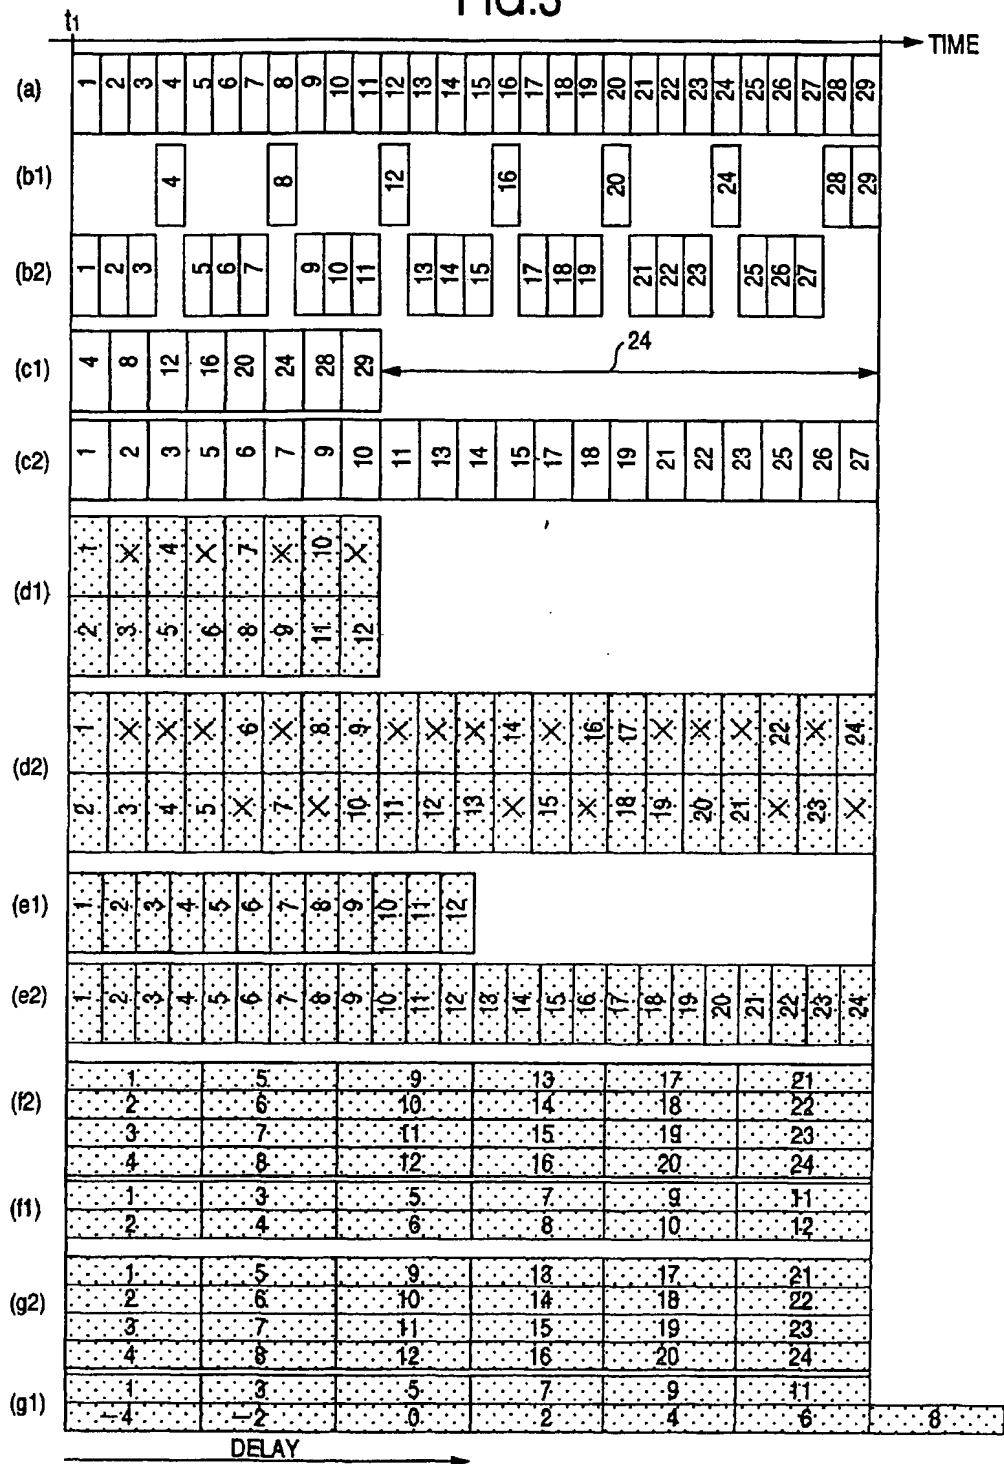 FIG.3
t1
TIME
(a) 1 2 3 4 5 6 7 8 9 10 11 12 13 14 15 16 17 18 19 20 21 22 23 24 25 26 27 28 29
(b1) 4 8 12 16 20 24 28 29
(b2) 1 2 3 5 6 7 9 10 11 13 14 15 17 18 19 21 22 23 25 26 27
24
(c1) 4 8 12 16 20 24 28 29
(c2) 1 2 3 5 6 7 9 10 11 13 14 15 17 18 19 21 22 23 25 26 27
(d1)
1 X 4 X 7 X 10 X
2 3 5 6 8 9 11 12
(d2)
1 X X X 6 X 8 9 X X X 14 X 16 17 X X X 22 X 24
2 3 4 5 X 7 X 10 11 12 13 X 15 X 18 19 20 21 X 23 X
(e1) 1 2 3 4 5 6 7 8 9 10 11 12
(e2) 1 2 3 4 5 6 7 8 9 10 11 12 13 14 15 16 17 18 19 20 21 22 23 24
(f2)
1 5 9 13 17 21
2 6 10 14 18 22
3 7 11 15 19 23
4 8 12 16 20 24
(f1)
1 3 5 7 9 11
2 4 6 8 10 12
(g2)
1 5 9 13 17 21
2 6 10 14 18 22
3 7 11 15 19 23
4 8 12 16 20 24
(g1)
1 3 5 7 9 11
-4 -2 0 2 4 6 8
DELAY